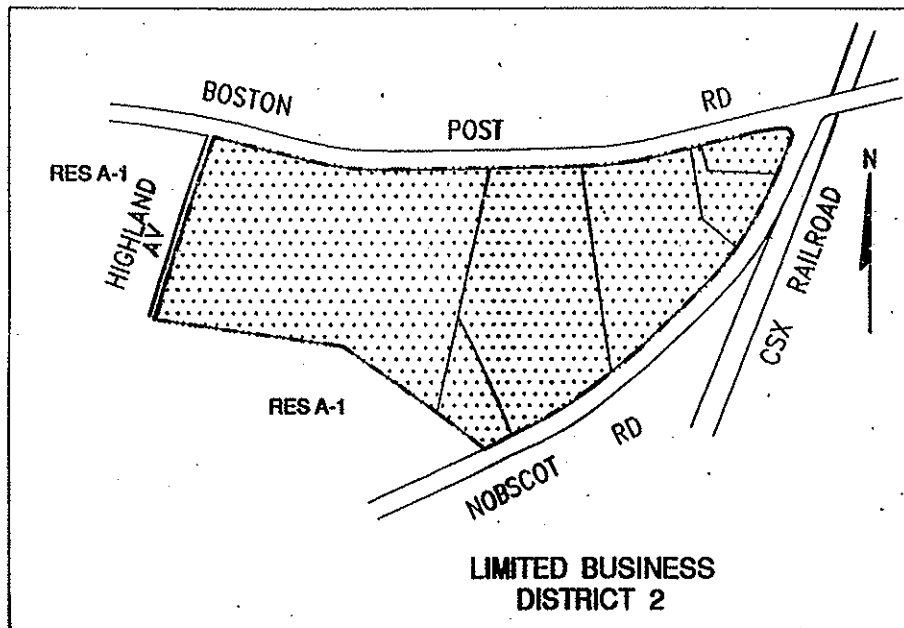 BOSTON POST RD
RES A-1
HIGHLAND
AV
N
CSX RAILROAD
RES A-1
NOBSCOT RD
LIMITED BUSINESS
DISTRICT 2